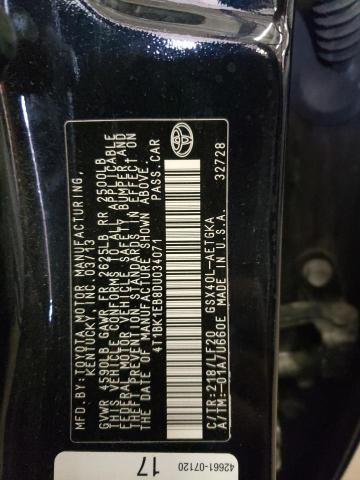 MFD. BY: TOYOTA MOTOR MANUFACTURING,
KENTUCKY, INC. 03/13
GVWR 4590LB GAWR FR 2625LB RR 2500LB
THIS VEHICLE CONFORMS TO ALL APPLICABLE
FEDERAL MOTOR VEHICLE SAFETY, BUMPER, AND
THEFT PREVENTION STANDARDS IN EFFECT ON
THE DATE OF MANUFACTURE SHOWN ABOVE.
4T1BK1EB8DU034071 PASS.CAR
C/TR:218/LF20 GSX40L-AETGKA
A/TM:-01A/U660E MADE IN U.S.A. 32728
42661-07120
17